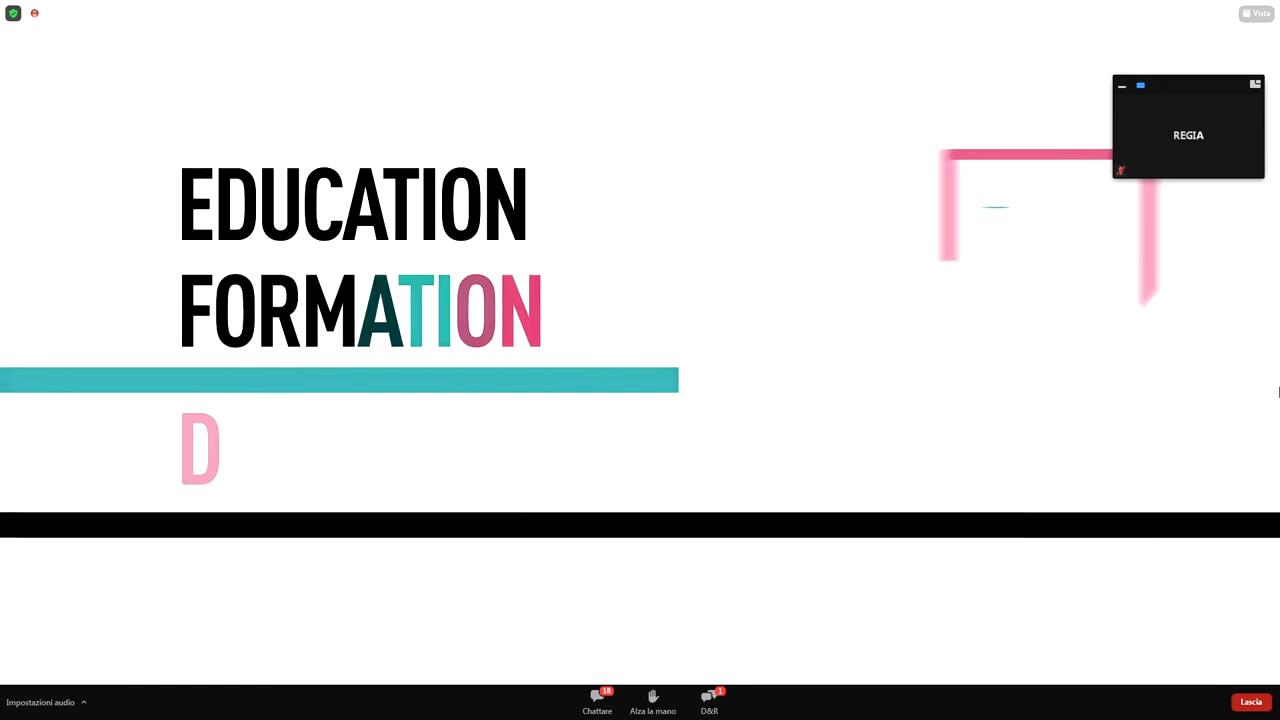 Vista
REGIA
EDUCATION
FORMATION
D
Impostazioni audio
18
Chattare
Alza la mano
1
D&R
Lascia